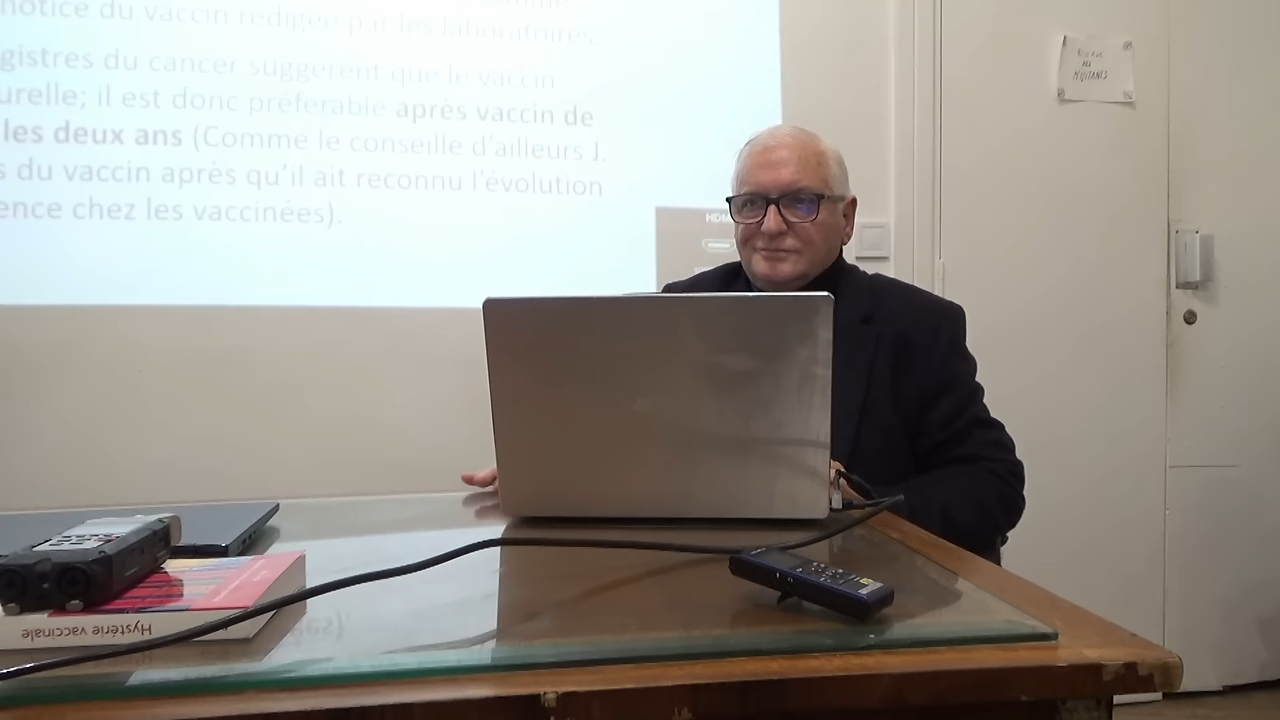 notice du vaccin rédigée par les laboratoires.
gistres du cancer suggèrent que le vaccin
urelle; il est donc préférable après vaccin de
les deux ans (Comme le conseille d'ailleurs J.
s du vaccin après qu'il ait reconnu l'évolution
ence chez les vaccinées).
HDM
Hystérie vaccinale